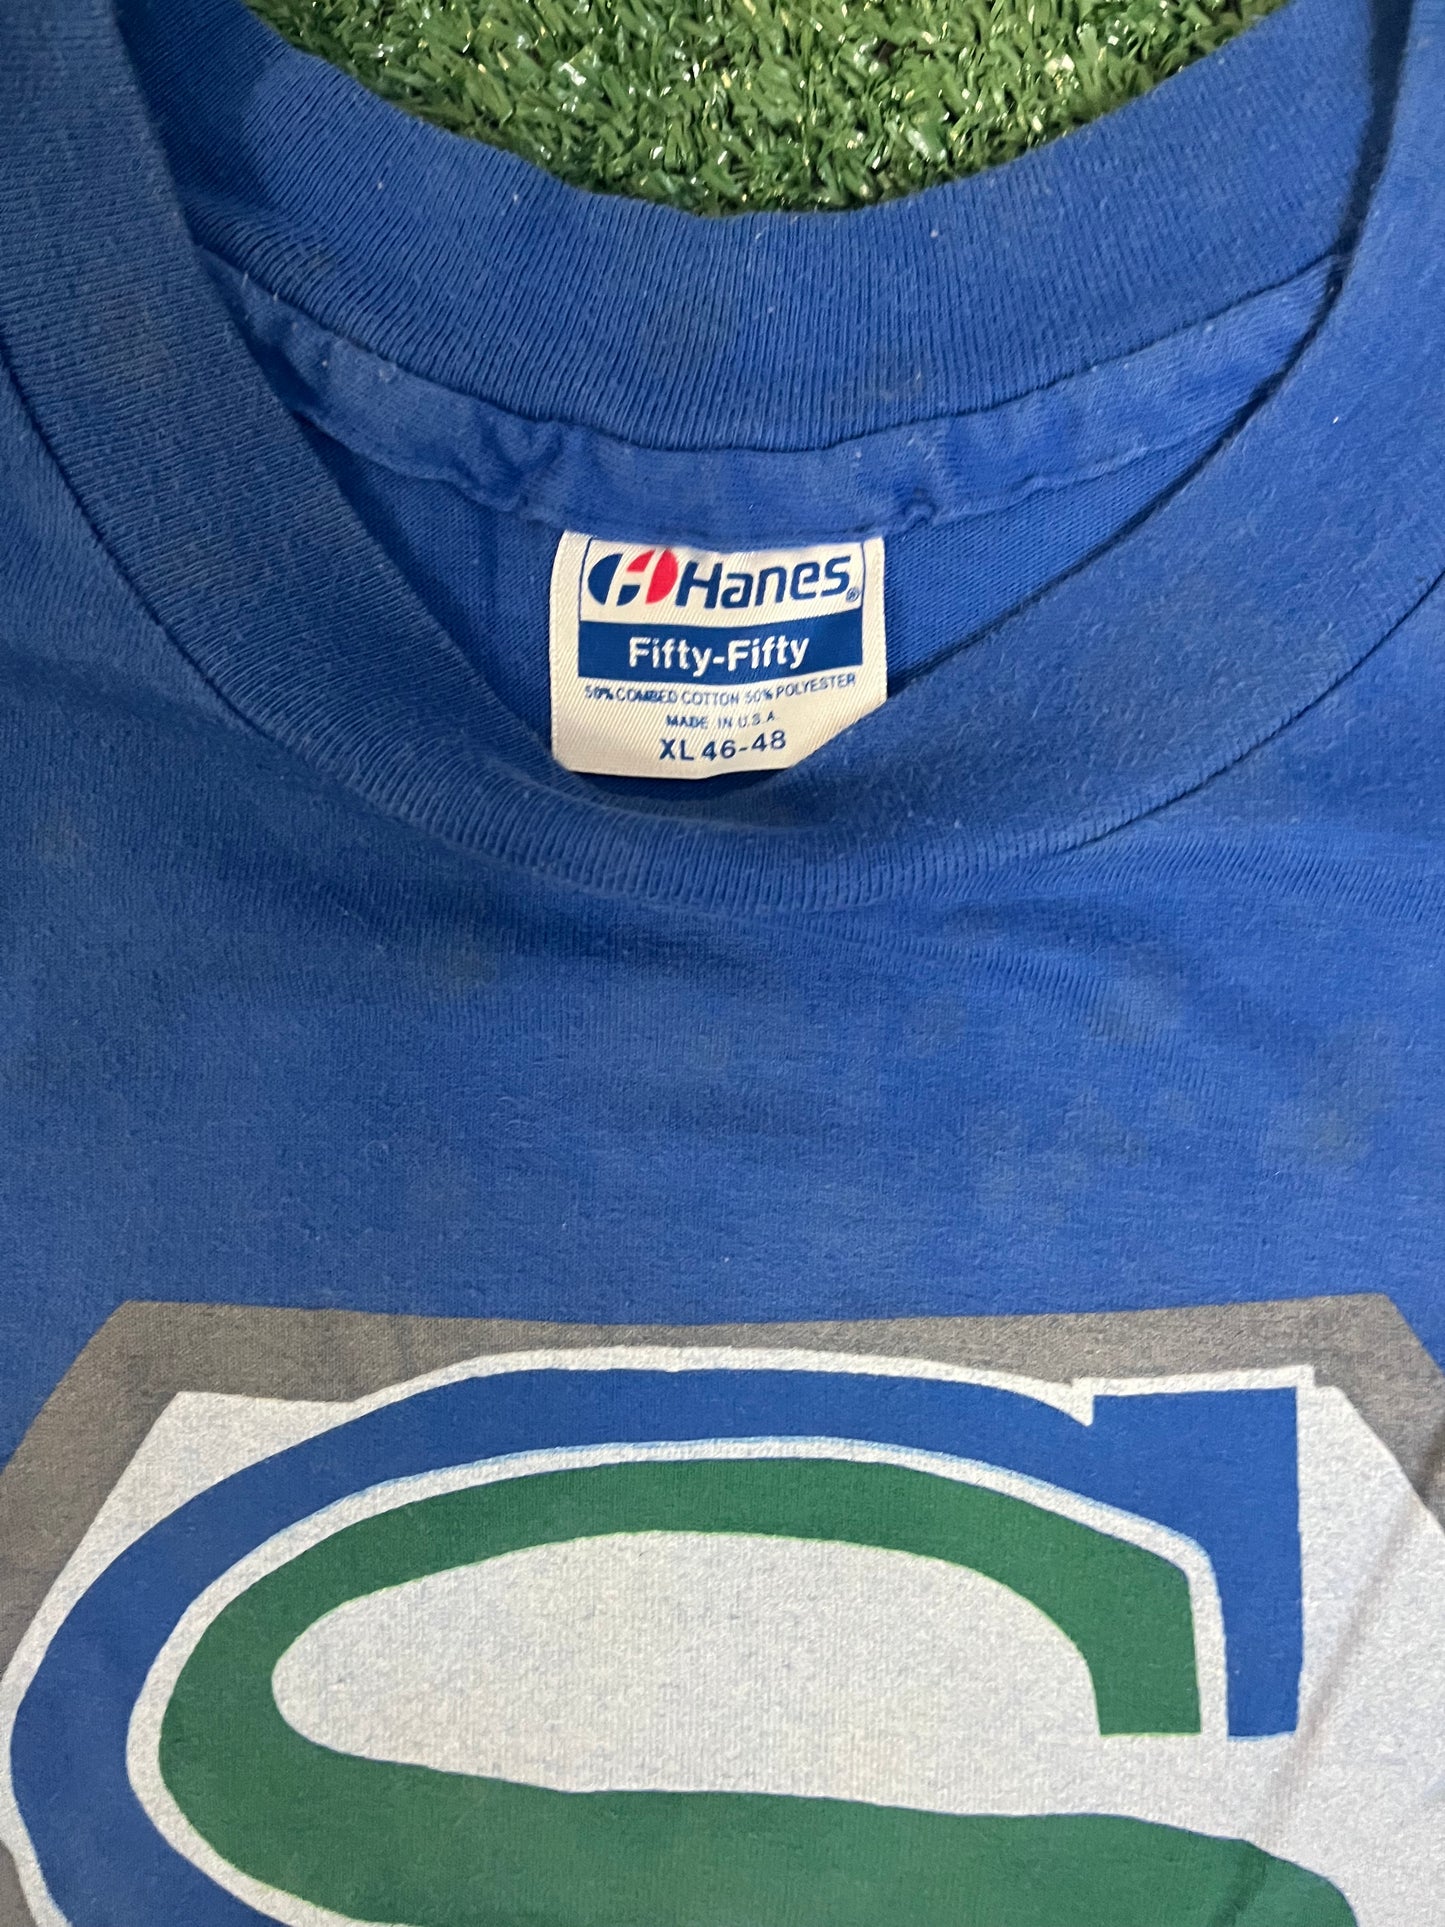 Hanes®
Fifty-Fifty
50% COMBED COTTON 50% POLYESTER
MADE IN U.S.A.
XL 46-48
S